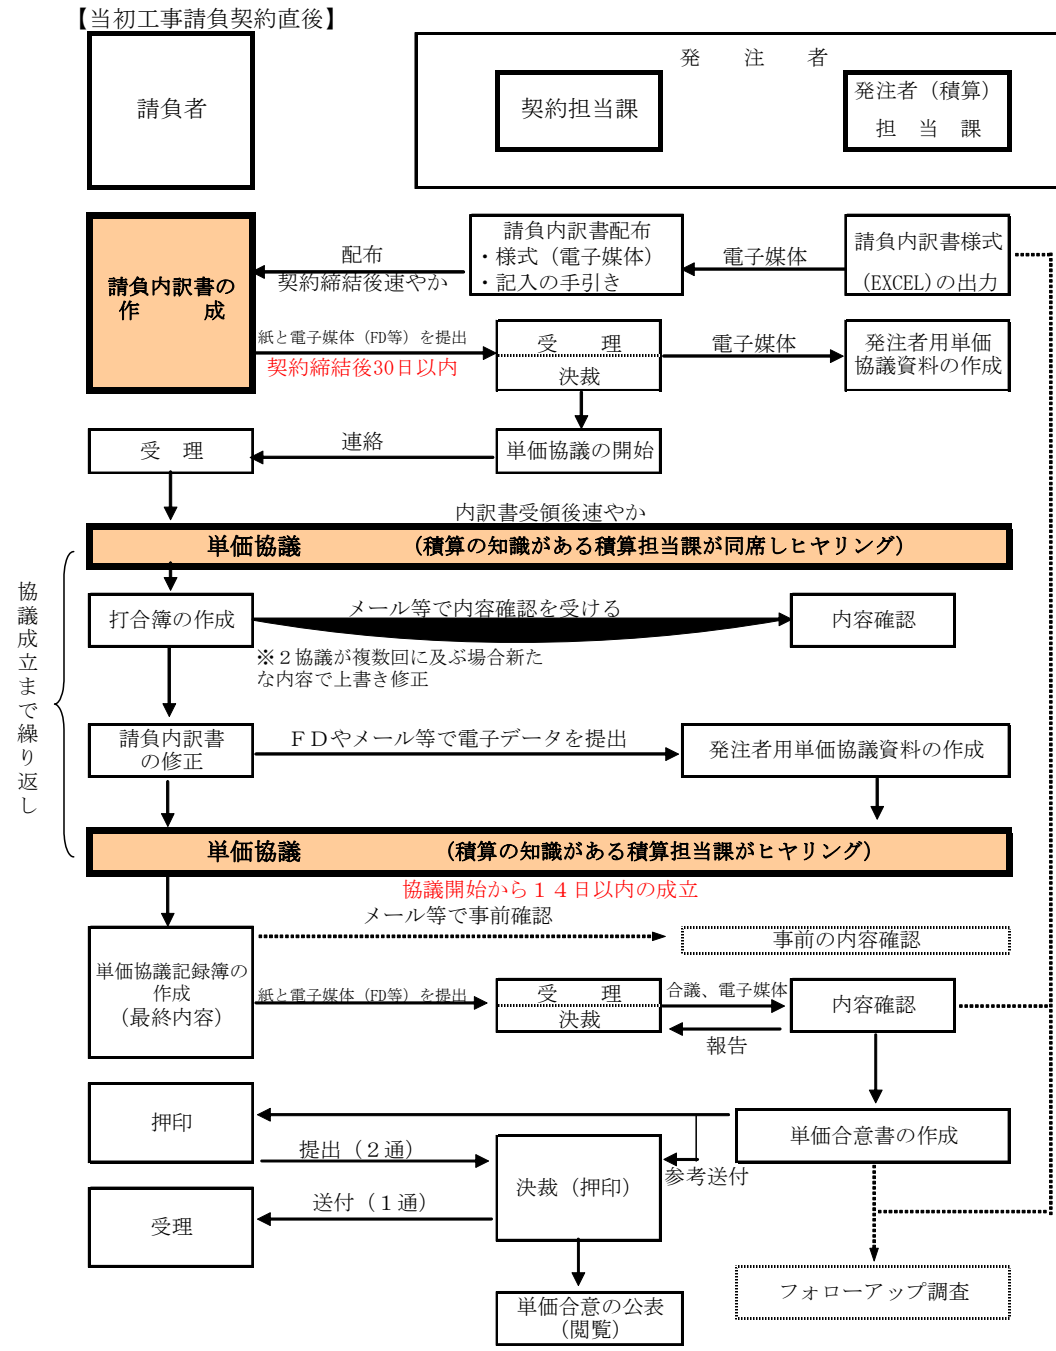 【当初工事請負契約直後】
発　注　者
請負者
契約担当課
発注者（積算）
担　当　課
請負内訳書の
作　　　成
配布
契約締結後速やか
請負内訳書配布
・様式（電子媒体）
・記入の手引き
電子媒体
請負内訳書様式
(EXCEL)の出力
紙と電子媒体（FD等）を提出
契約締結後30日以内
受　　理
決裁
電子媒体
発注者用単価
協議資料の作成
受　理
連絡
単価協議の開始
内訳書受領後速やか
単価協議　　　　　（積算の知識がある積算担当課が同席しヒヤリング）
協議成立まで繰り返し
打合簿の作成
メール等で内容確認を受ける
内容確認
※２協議が複数回に及ぶ場合新た
な内容で上書き修正
請負内訳書
の修正
ＦＤやメール等で電子データを提出
発注者用単価協議資料の作成
単価協議　　　　　　　（積算の知識がある積算担当課がヒヤリング）
協議開始から１４日以内の成立
メール等で事前確認
事前の内容確認
単価協議記録簿の
作成
（最終内容）
紙と電子媒体（FD等）を提出
受　　理
決裁
合議、電子媒体
報告
内容確認
押印
単価合意書の作成
提出（２通）
決裁（押印）
参考送付
送付（１通）
受理
フォローアップ調査
単価合意の公表
（閲覧）